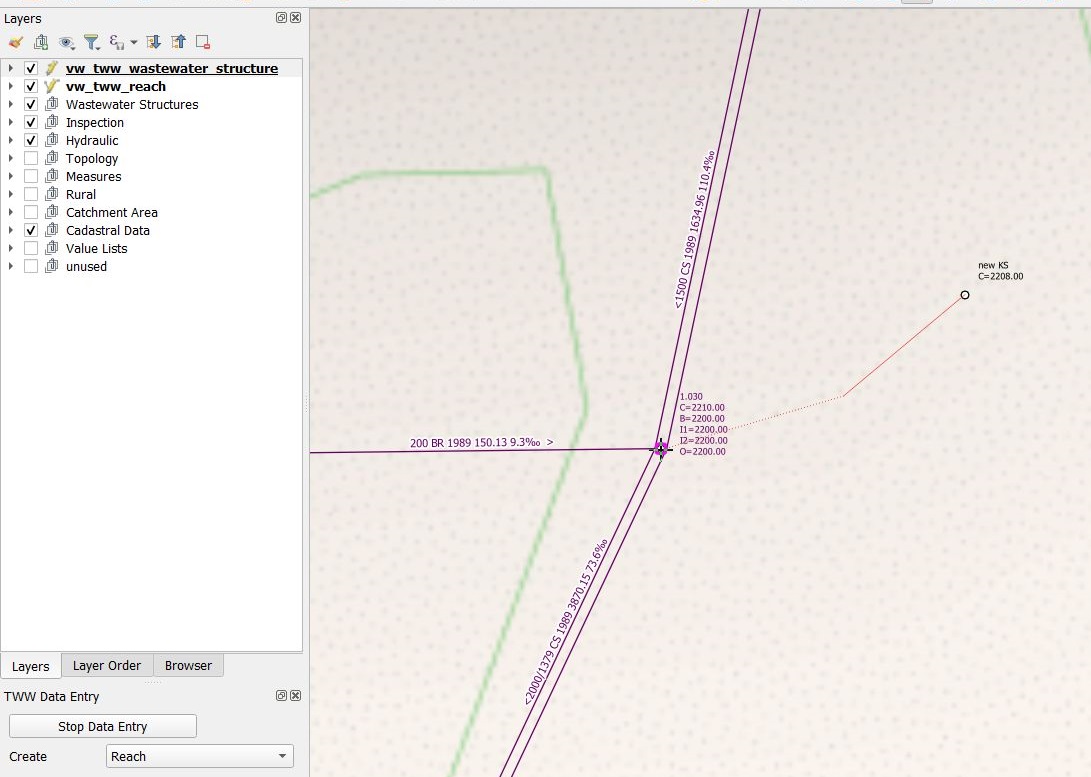 Layers
vw_tww_wastewater_structure
vw_tww_reach
Wastewater Structures
Inspection
Hydraulic
Topology
Measures
Rural
Catchment Area
Cadastral Data
Value Lists
unused
Layers
Layer Order
Browser
TWW Data Entry
Stop Data Entry
Create
Reach
<1500 CS 1989 1634.96 110.4‰
new KS
C=2208.00
1.030
C=2210.00
B=2200.00
I1=2200.00
I2=2200.00
O=2200.00
200 BR 1989 150.13 9.3‰ >
<2000/1379 CS 1989 3870.15 73.6‰